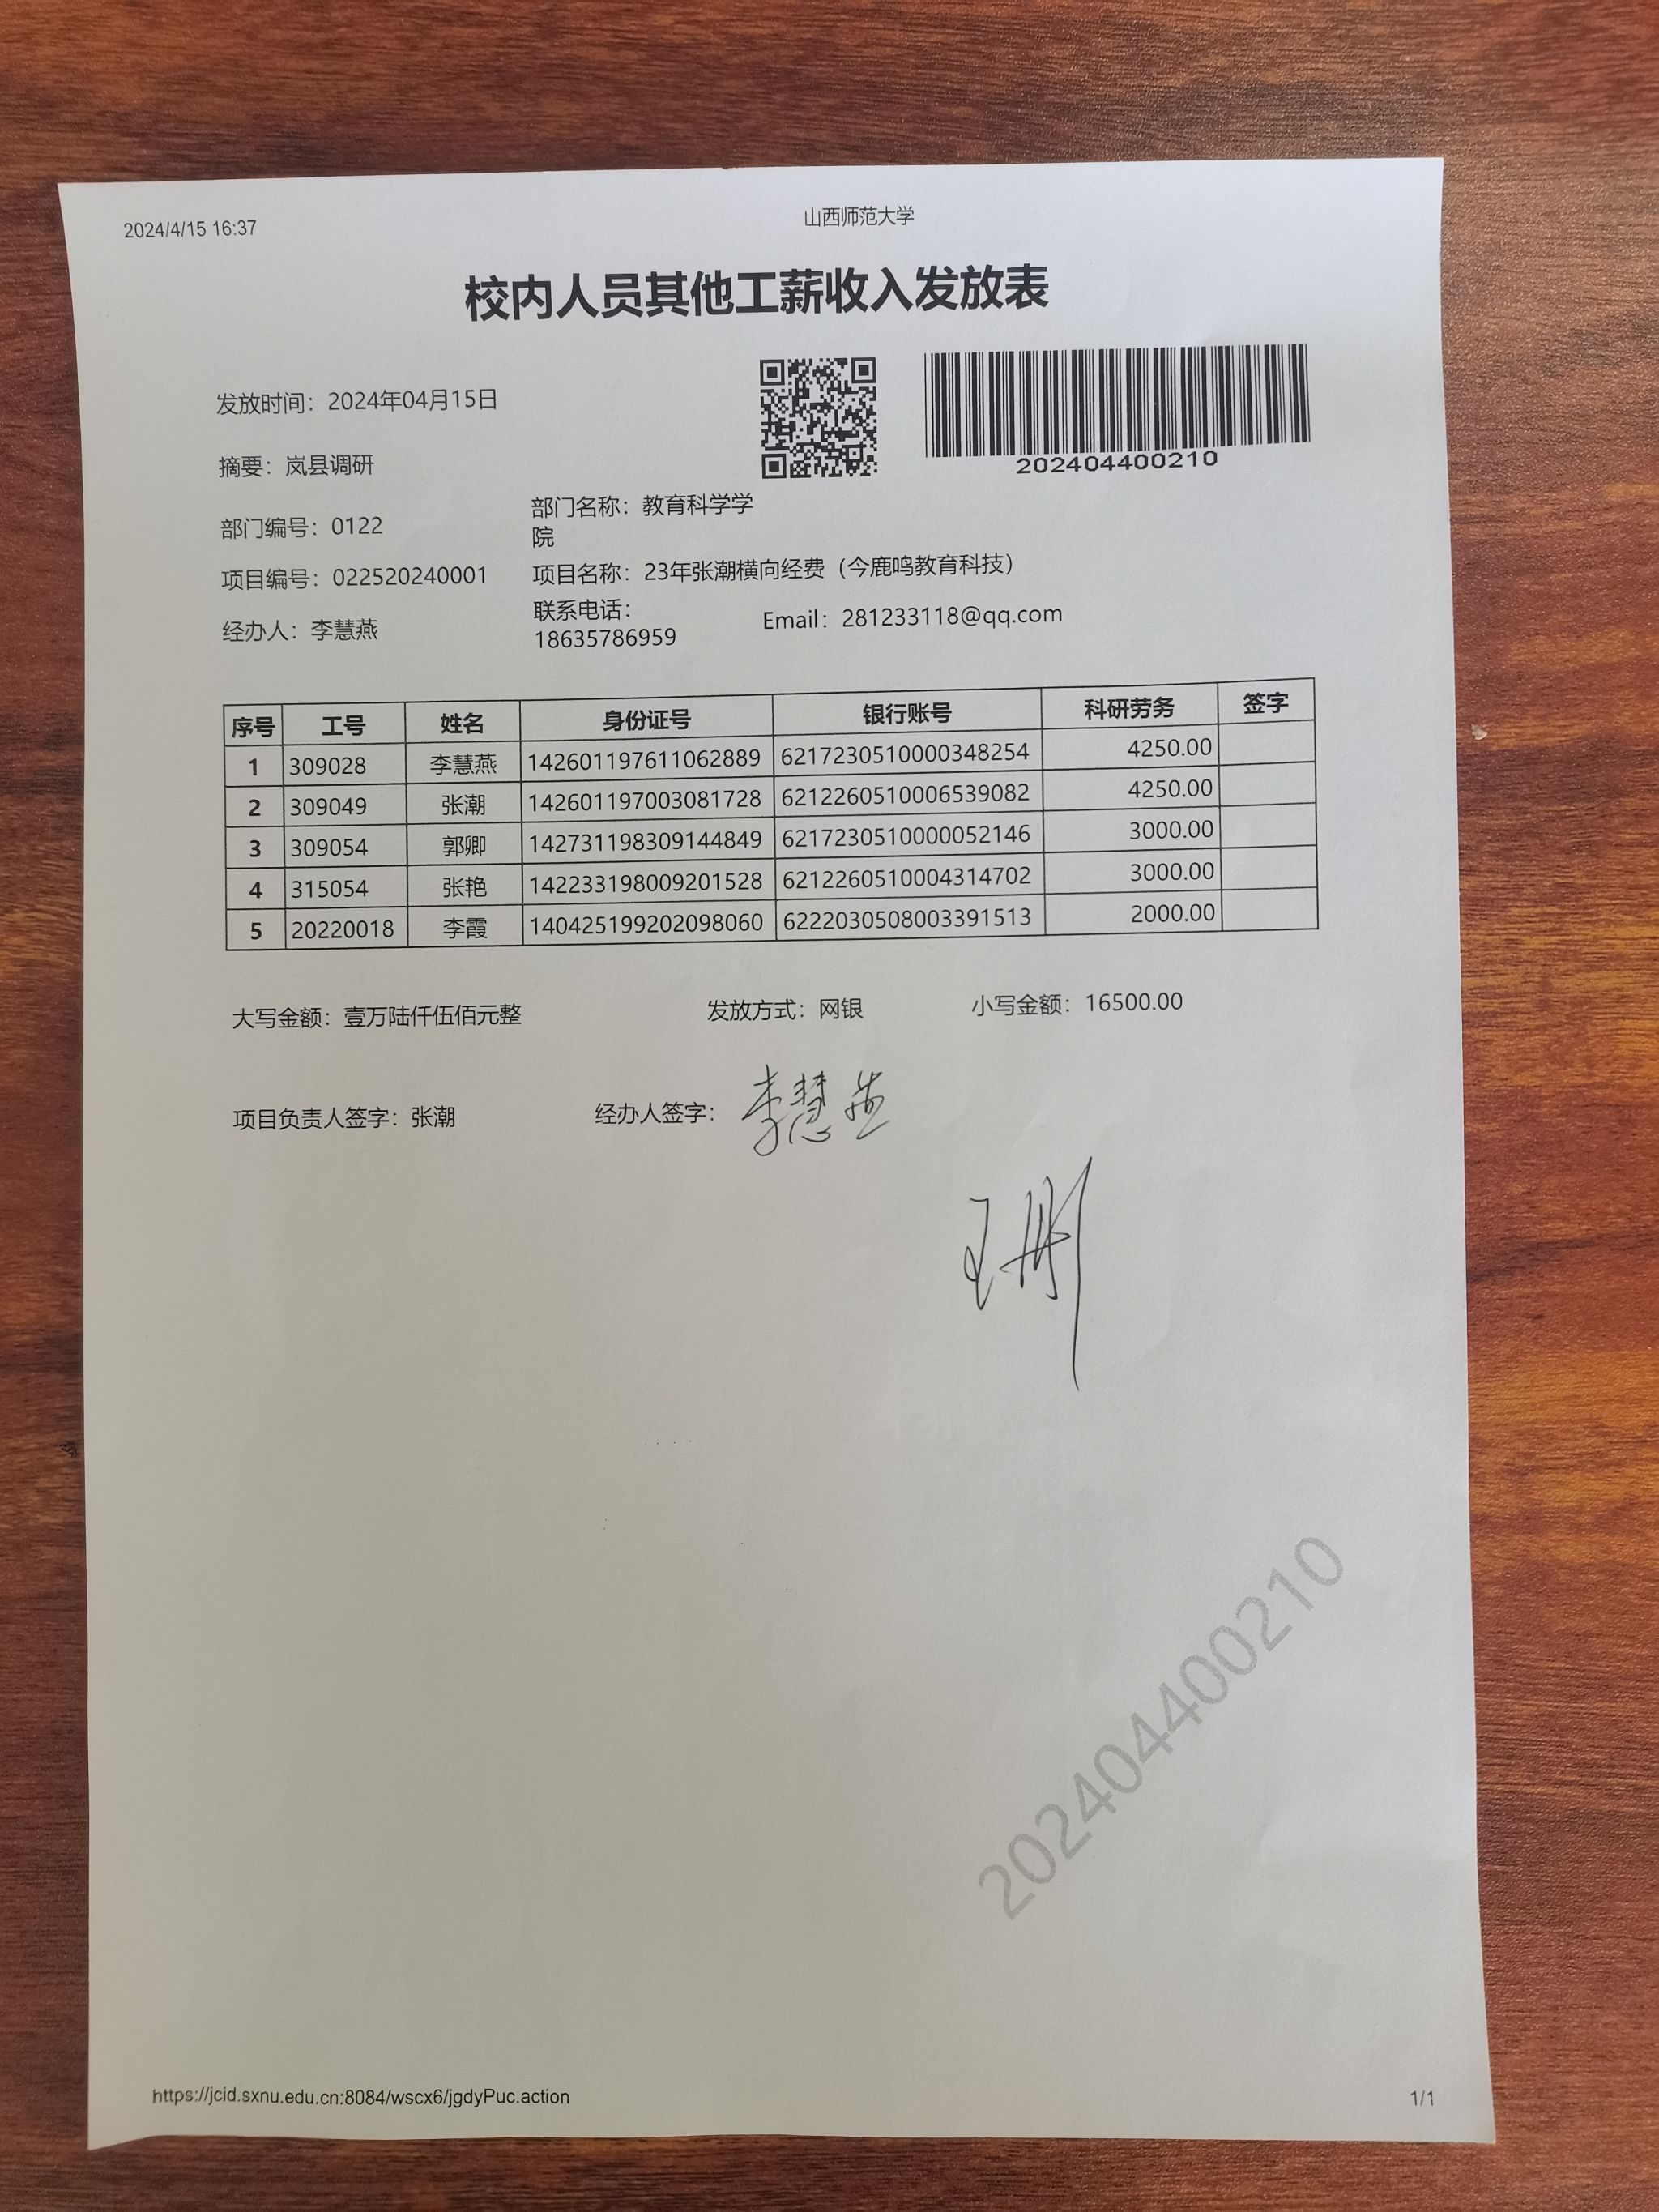 2024/4/15 16:37
山西师范大学
校内人员其他工薪收入发放表
发放时间：2024年04月15日
202404400210
摘要：岚县调研
部门编号：0122
部门名称：教育科学学
院
项目编号：022520240001
项目名称：23年张潮横向经费（今鹿鸣教育科技）
经办人：李慧燕
联系电话：
18635786959
Email：281233118@qq.com
序号 工号 姓名 身份证号 银行账号 科研劳务 签字
1 309028 李慧燕 142601197611062889 6217230510000348254 4250.00
2 309049 张潮 142601197003081728 6212260510006539082 4250.00
3 309054 郭卿 142731198309144849 6217230510000052146 3000.00
4 315054 张艳 142233198009201528 6212260510004314702 3000.00
5 20220018 李霞 140425199202098060 6222030508003391513 2000.00
大写金额：壹万陆仟伍佰元整 发放方式：网银 小写金额：16500.00
项目负责人签字：张潮 经办人签字：李慧燕
202404400210
https://jcid.sxnu.edu.cn:8084/wscx6/jgdyPuc.action
1/1